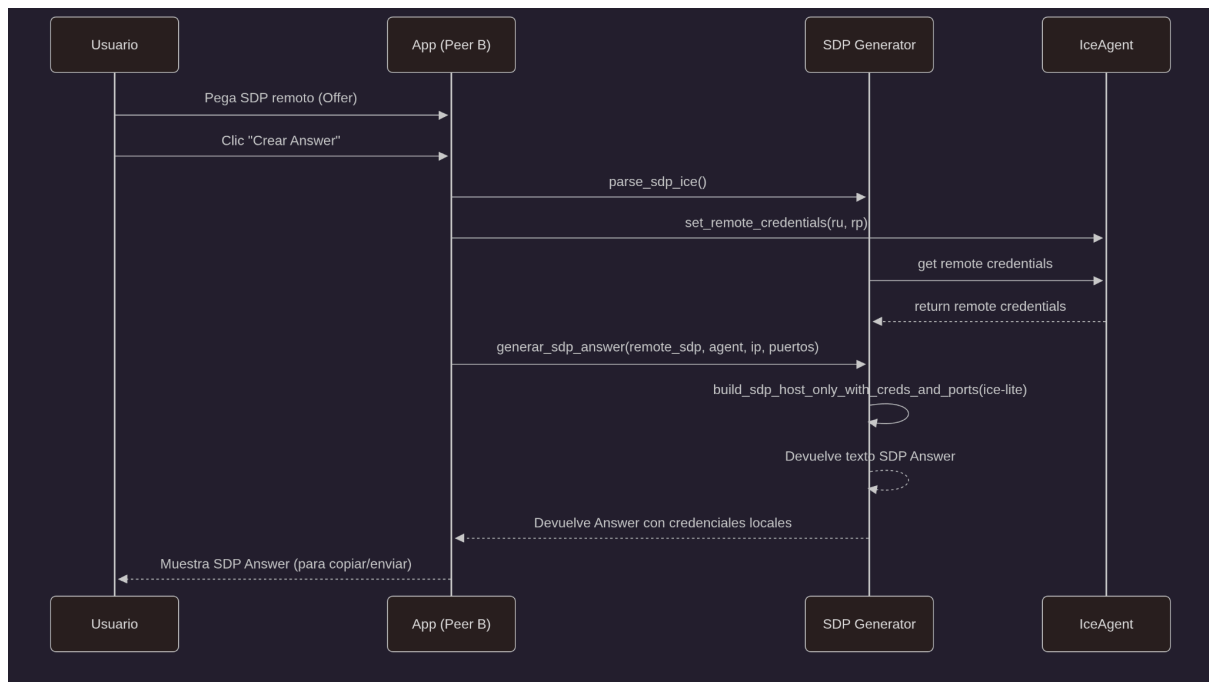 Usuario
App (Peer B)
SDP Generator
IceAgent
Pega SDP remoto (Offer)
Clic "Crear Answer"
parse_sdp_ice()
set_remote_credentials(ru, rp)
get remote credentials
return remote credentials
generar_sdp_answer(remote_sdp, agent, ip, puertos)
build_sdp_host_only_with_creds_and_ports(ice-lite)
Devuelve texto SDP Answer
Devuelve Answer con credenciales locales
Muestra SDP Answer (para copiar/enviar)
Usuario
App (Peer B)
SDP Generator
IceAgent